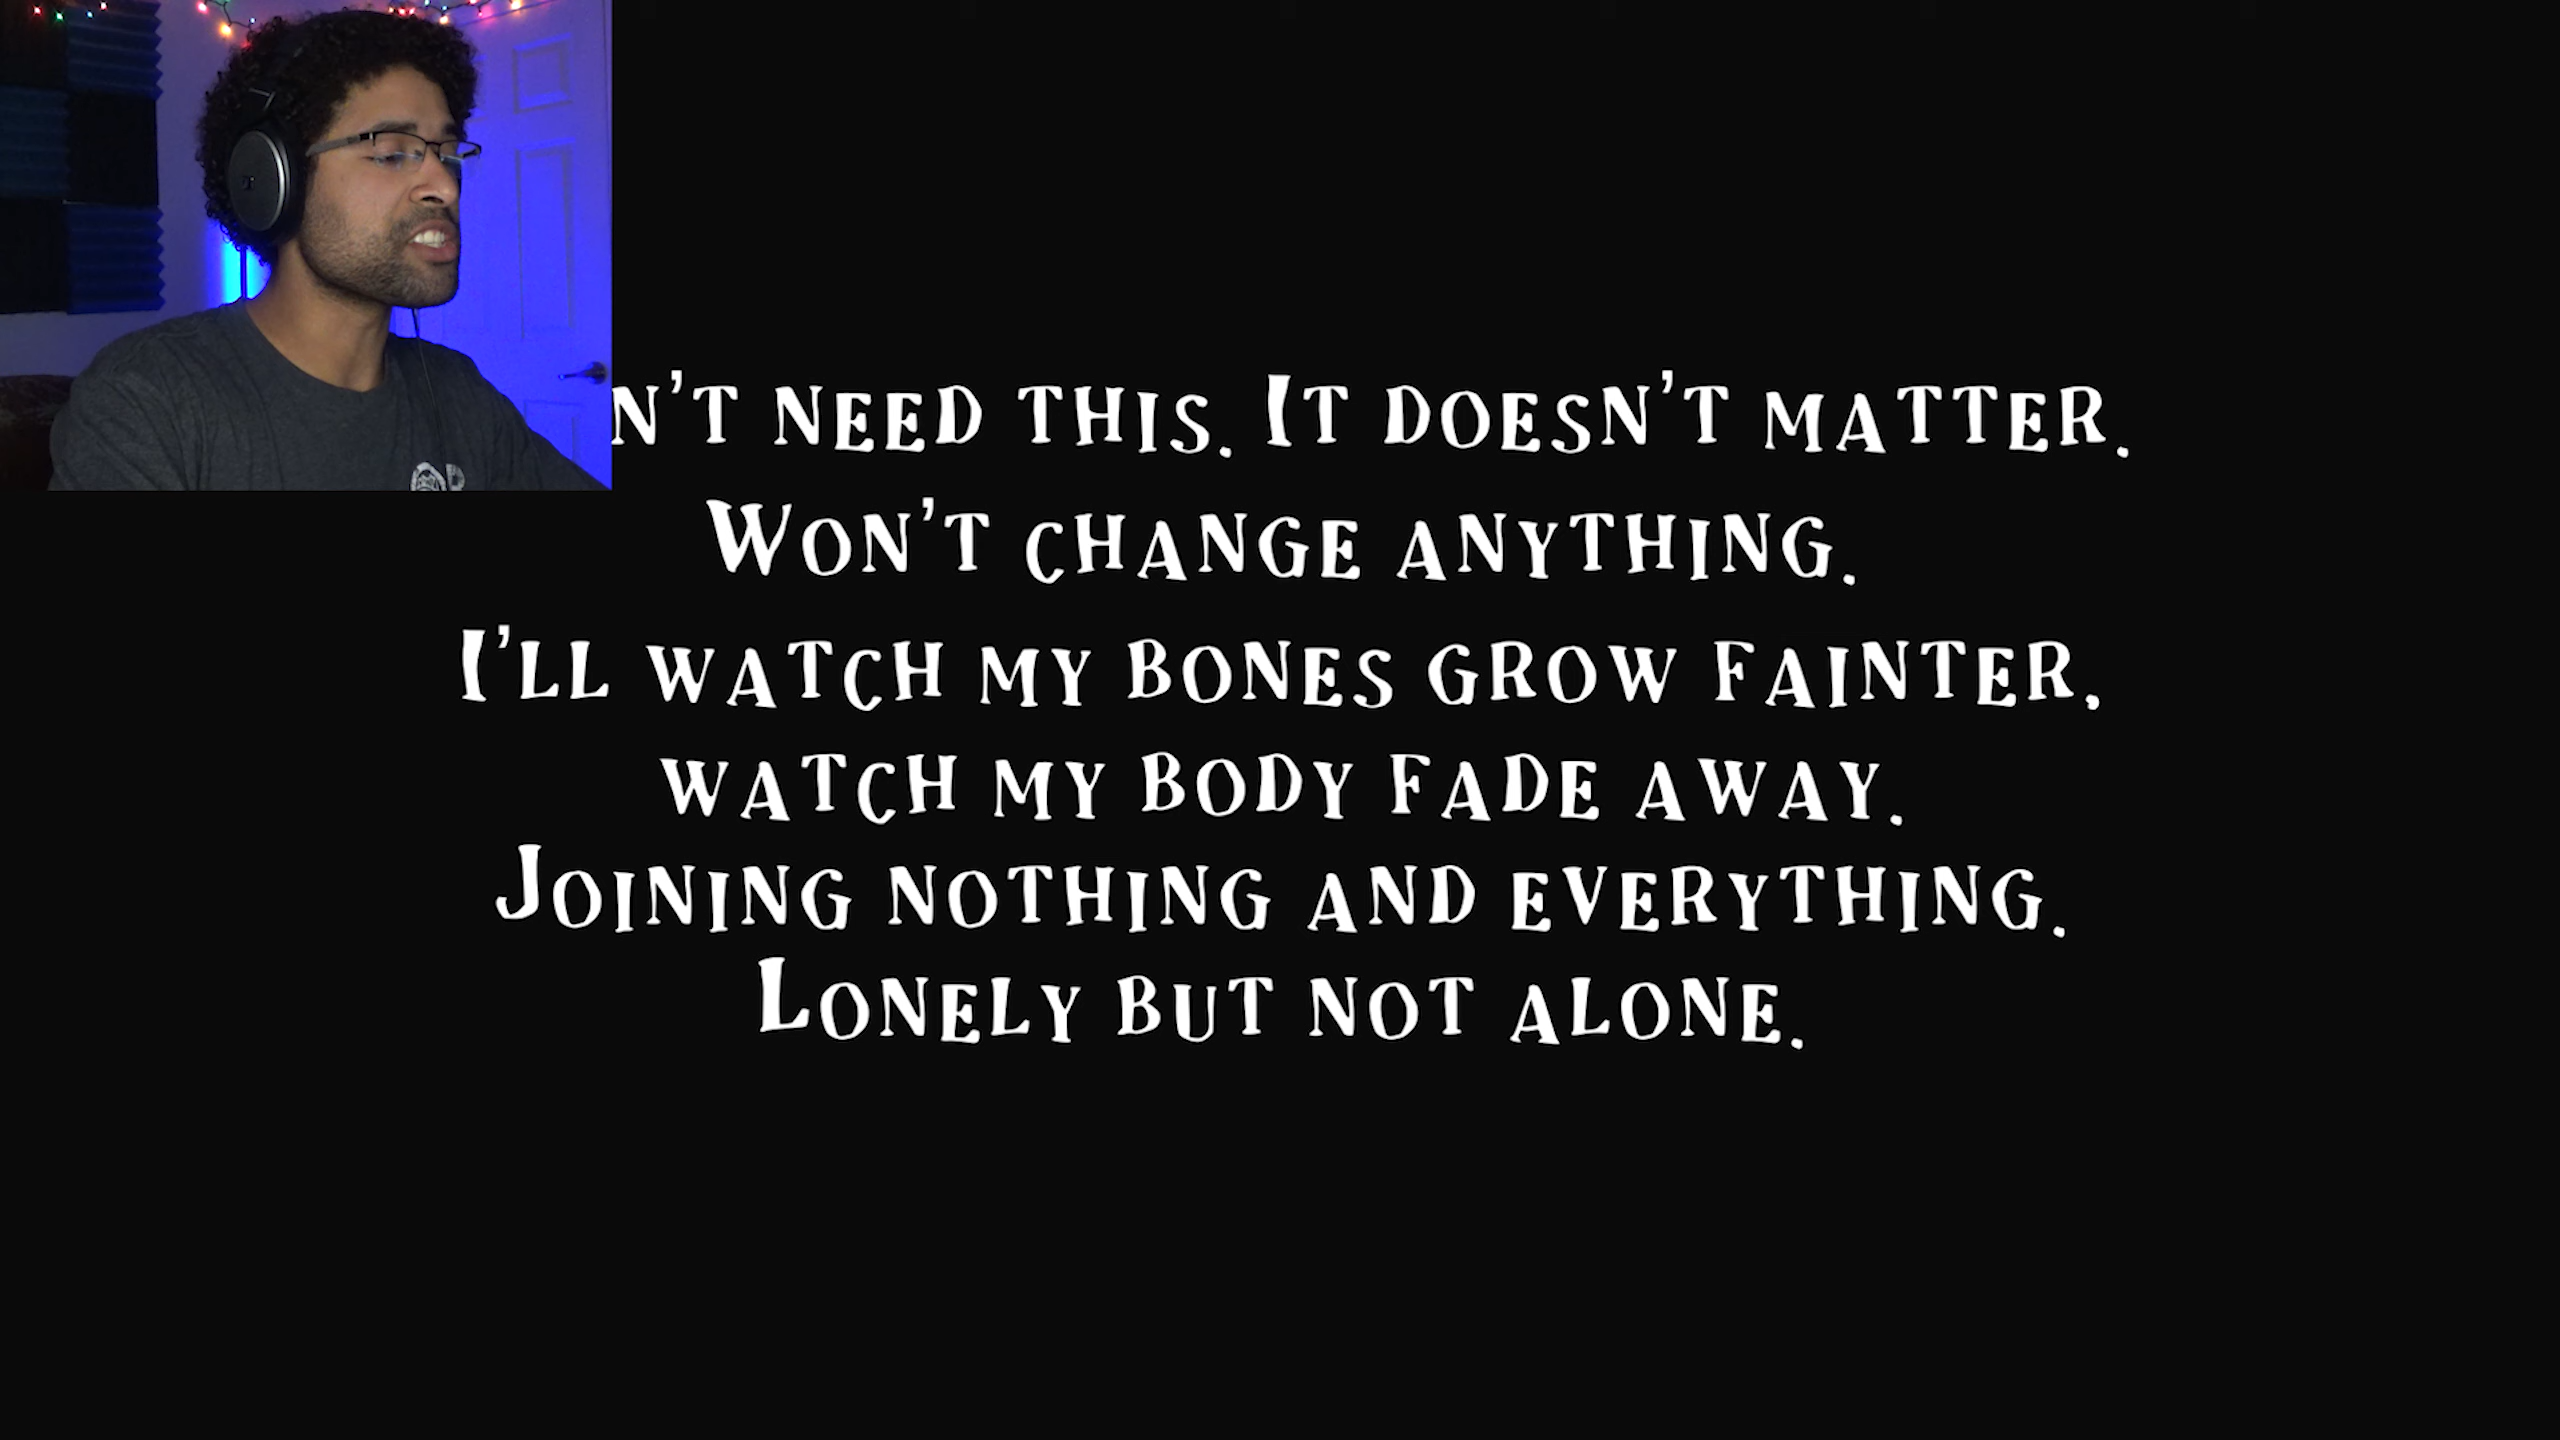 n't need this. It doesn't matter.
Won't change anything.
I'll watch my bones grow fainter,
watch my body fade away.
Joining nothing and everything.
Lonely but not alone.